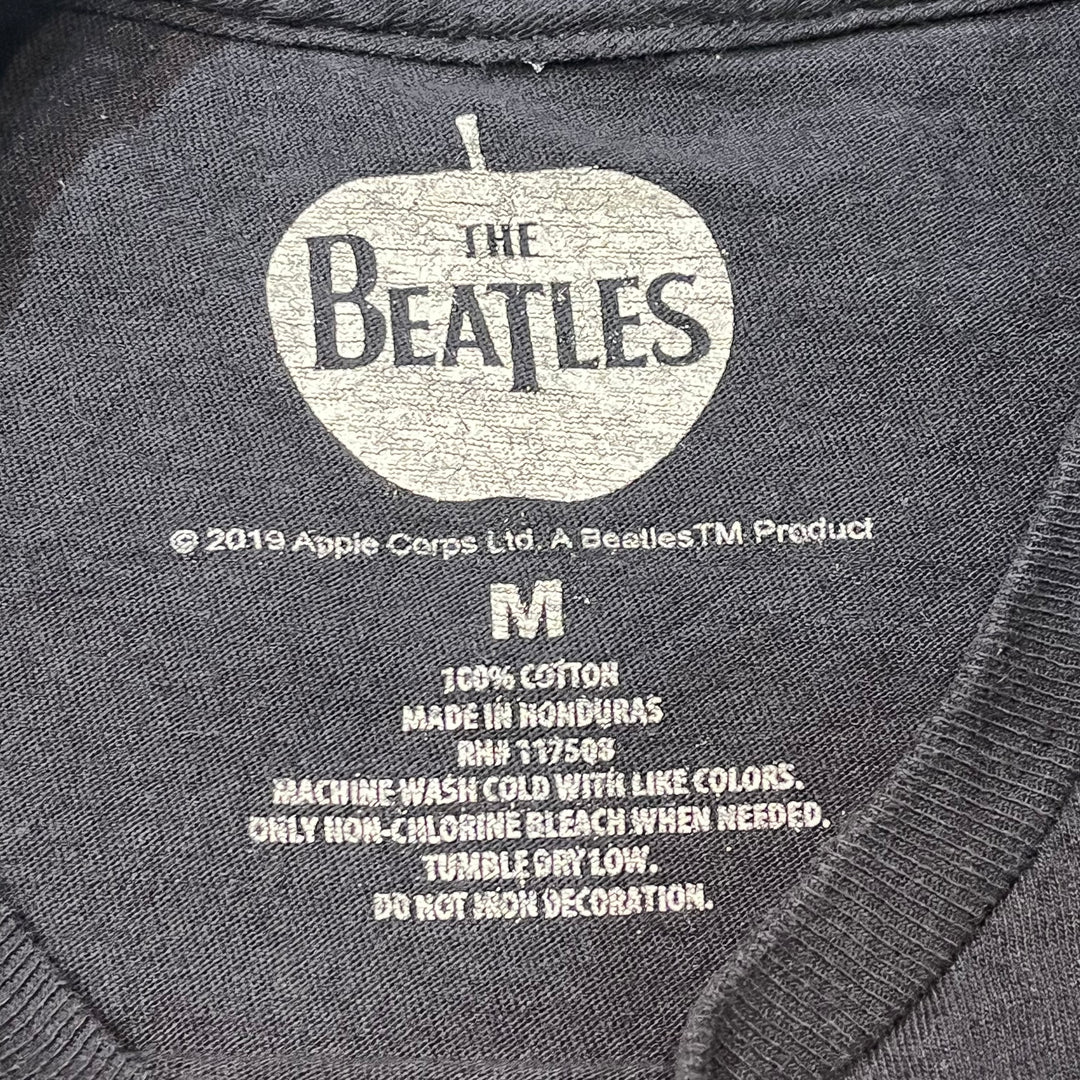 THE
BEATLES
© 2019 Apple Corps Ltd. A Beatles™ Product
M
100% COTTON
MADE IN HONDURAS
RN# 117508
MACHINE WASH COLD WITH LIKE COLORS.
ONLY NON-CHLORINE BLEACH WHEN NEEDED.
TUMBLE DRY LOW.
DO NOT IRON DECORATION.